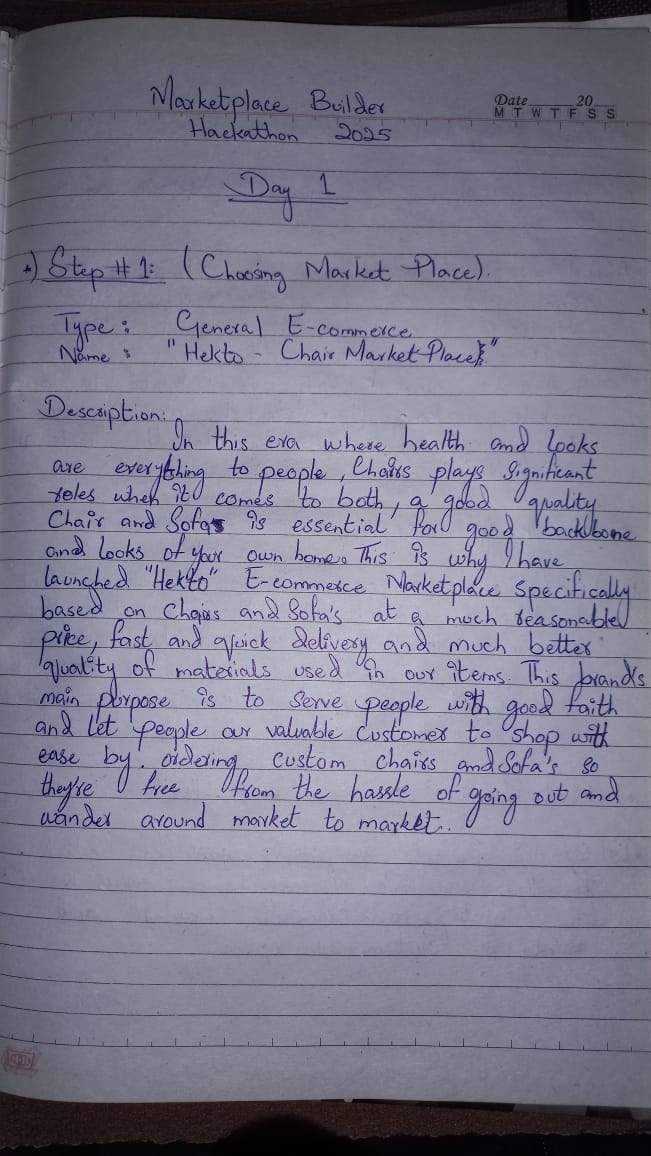 Marketplace Builder
Hackathon 2025
Date 20
M T W T F S S
Day 1
Step # 1: (Choosing Market Place).
Type: General E-commerce
Name: "Hekto - Chair Market Place"
Description:
In this era where health and looks
are everything to people, Chairs plays significant
roles when it comes to both, a good quality
Chair and Sofas is essential for good backbone
and looks of your own home. This is why I have
launched "Hekto" E-commerce Marketplace specifically
based on Chairs and Sofa's at a much reasonable
price, fast and quick delivery and much better
quality of materials used in our items. This brand's
main purpose is to serve people with good faith
and let people our valuable customer to shop with
ease by. ordering custom chairs and Sofa's so
they're free from the hassle of going out and
wander around market to market..